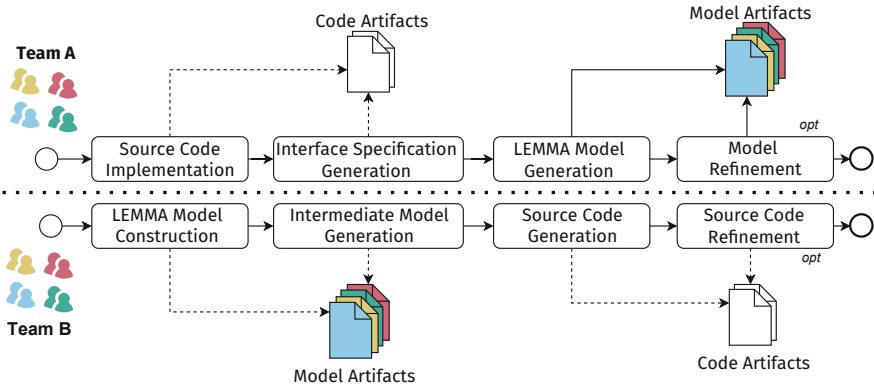 Code Artifacts
Model Artifacts
Team A
opt
Source Code
Implementation
Interface Specification
Generation
LEMMA Model
Generation
Model
Refinement
LEMMA Model
Construction
Intermediate Model
Generation
Source Code
Generation
Source Code
Refinement
opt
Team B
Model Artifacts
Code Artifacts